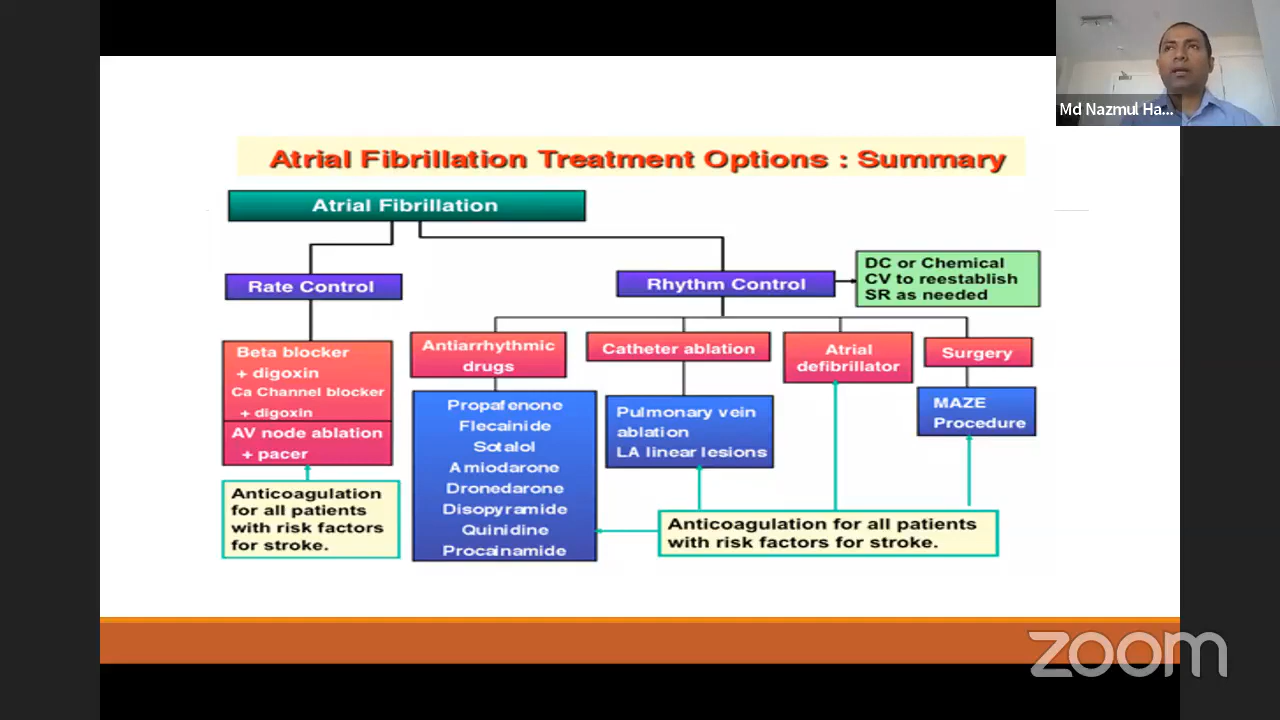 Md Nazmul Ha...
Atrial Fibrillation Treatment Options : Summary
Atrial Fibrillation
Rate Control
Rhythm Control
DC or Chemical
CV to reestablish
SR as needed
Beta blocker
+ digoxin
Ca Channel blocker
+ digoxin
AV node ablation
+ pacer
Anticoagulation
for all patients
with risk factors
for stroke.
Antiarrhythmic
drugs
Propafenone
Flecainide
Sotalol
Amiodarone
Dronedarone
Disopyramide
Quinidine
Procainamide
Catheter ablation
Pulmonary vein
ablation
LA linear lesions
Atrial
defibrillator
Surgery
MAZE
Procedure
Anticoagulation for all patients
with risk factors for stroke.
zoom